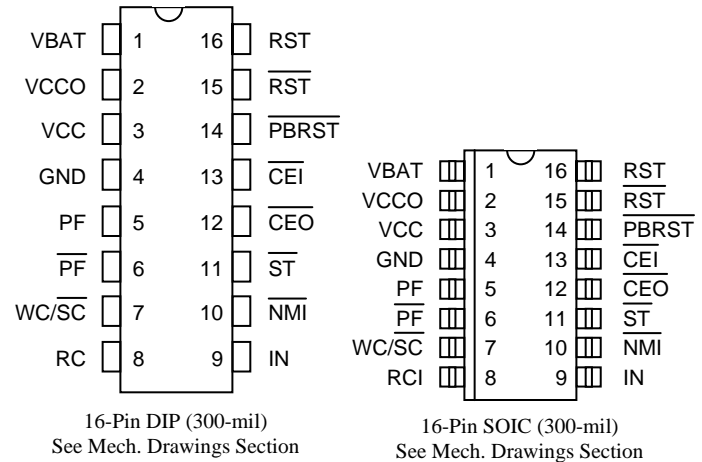 VBAT 1 16 RST
VCCO 2 15 RST
VCC 3 14 PBRST
GND 4 13 CEI
PF 5 12 CEO
PF 6 11 ST
WC/SC 7 10 NMI
RC 8 9 IN
16-Pin DIP (300-mil)
See Mech. Drawings Section
VBAT 1 16 RST
VCCO 2 15 RST
VCC 3 14 PBRST
GND 4 13 CEI
PF 5 12 CEO
PF 6 11 ST
WC/SC 7 10 NMI
RCI 8 9 IN
16-Pin SOIC (300-mil)
See Mech. Drawings Section